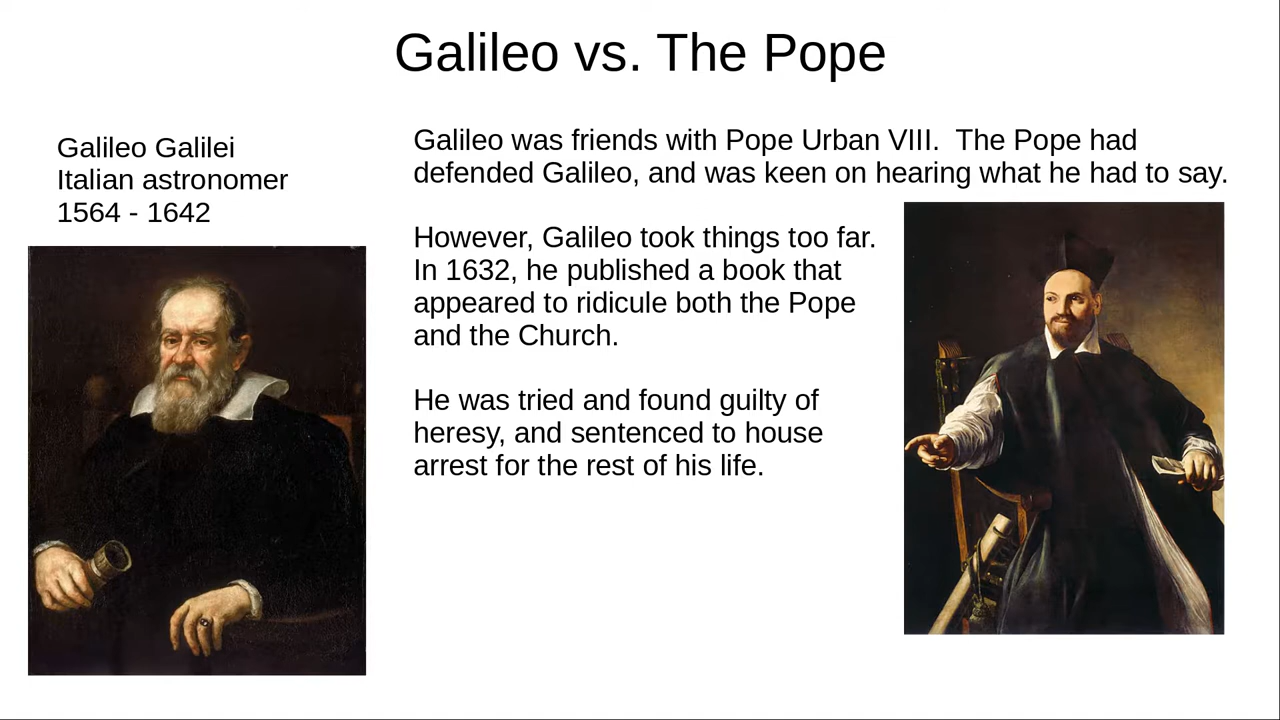 Galileo vs. The Pope
Galileo Galilei
Italian astronomer
1564 - 1642
Galileo was friends with Pope Urban VIII.  The Pope had
defended Galileo, and was keen on hearing what he had to say.
However, Galileo took things too far.
In 1632, he published a book that
appeared to ridicule both the Pope
and the Church.
He was tried and found guilty of
heresy, and sentenced to house
arrest for the rest of his life.